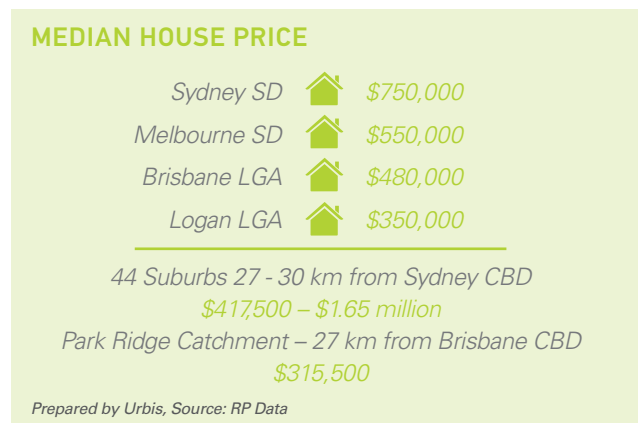 MEDIAN HOUSE PRICE
Sydney SD $750,000
Melbourne SD $550,000
Brisbane LGA $480,000
Logan LGA $350,000
44 Suburbs 27 - 30 km from Sydney CBD
$417,500 – $1.65 million
Park Ridge Catchment – 27 km from Brisbane CBD
$315,500
Prepared by Urbis, Source: RP Data